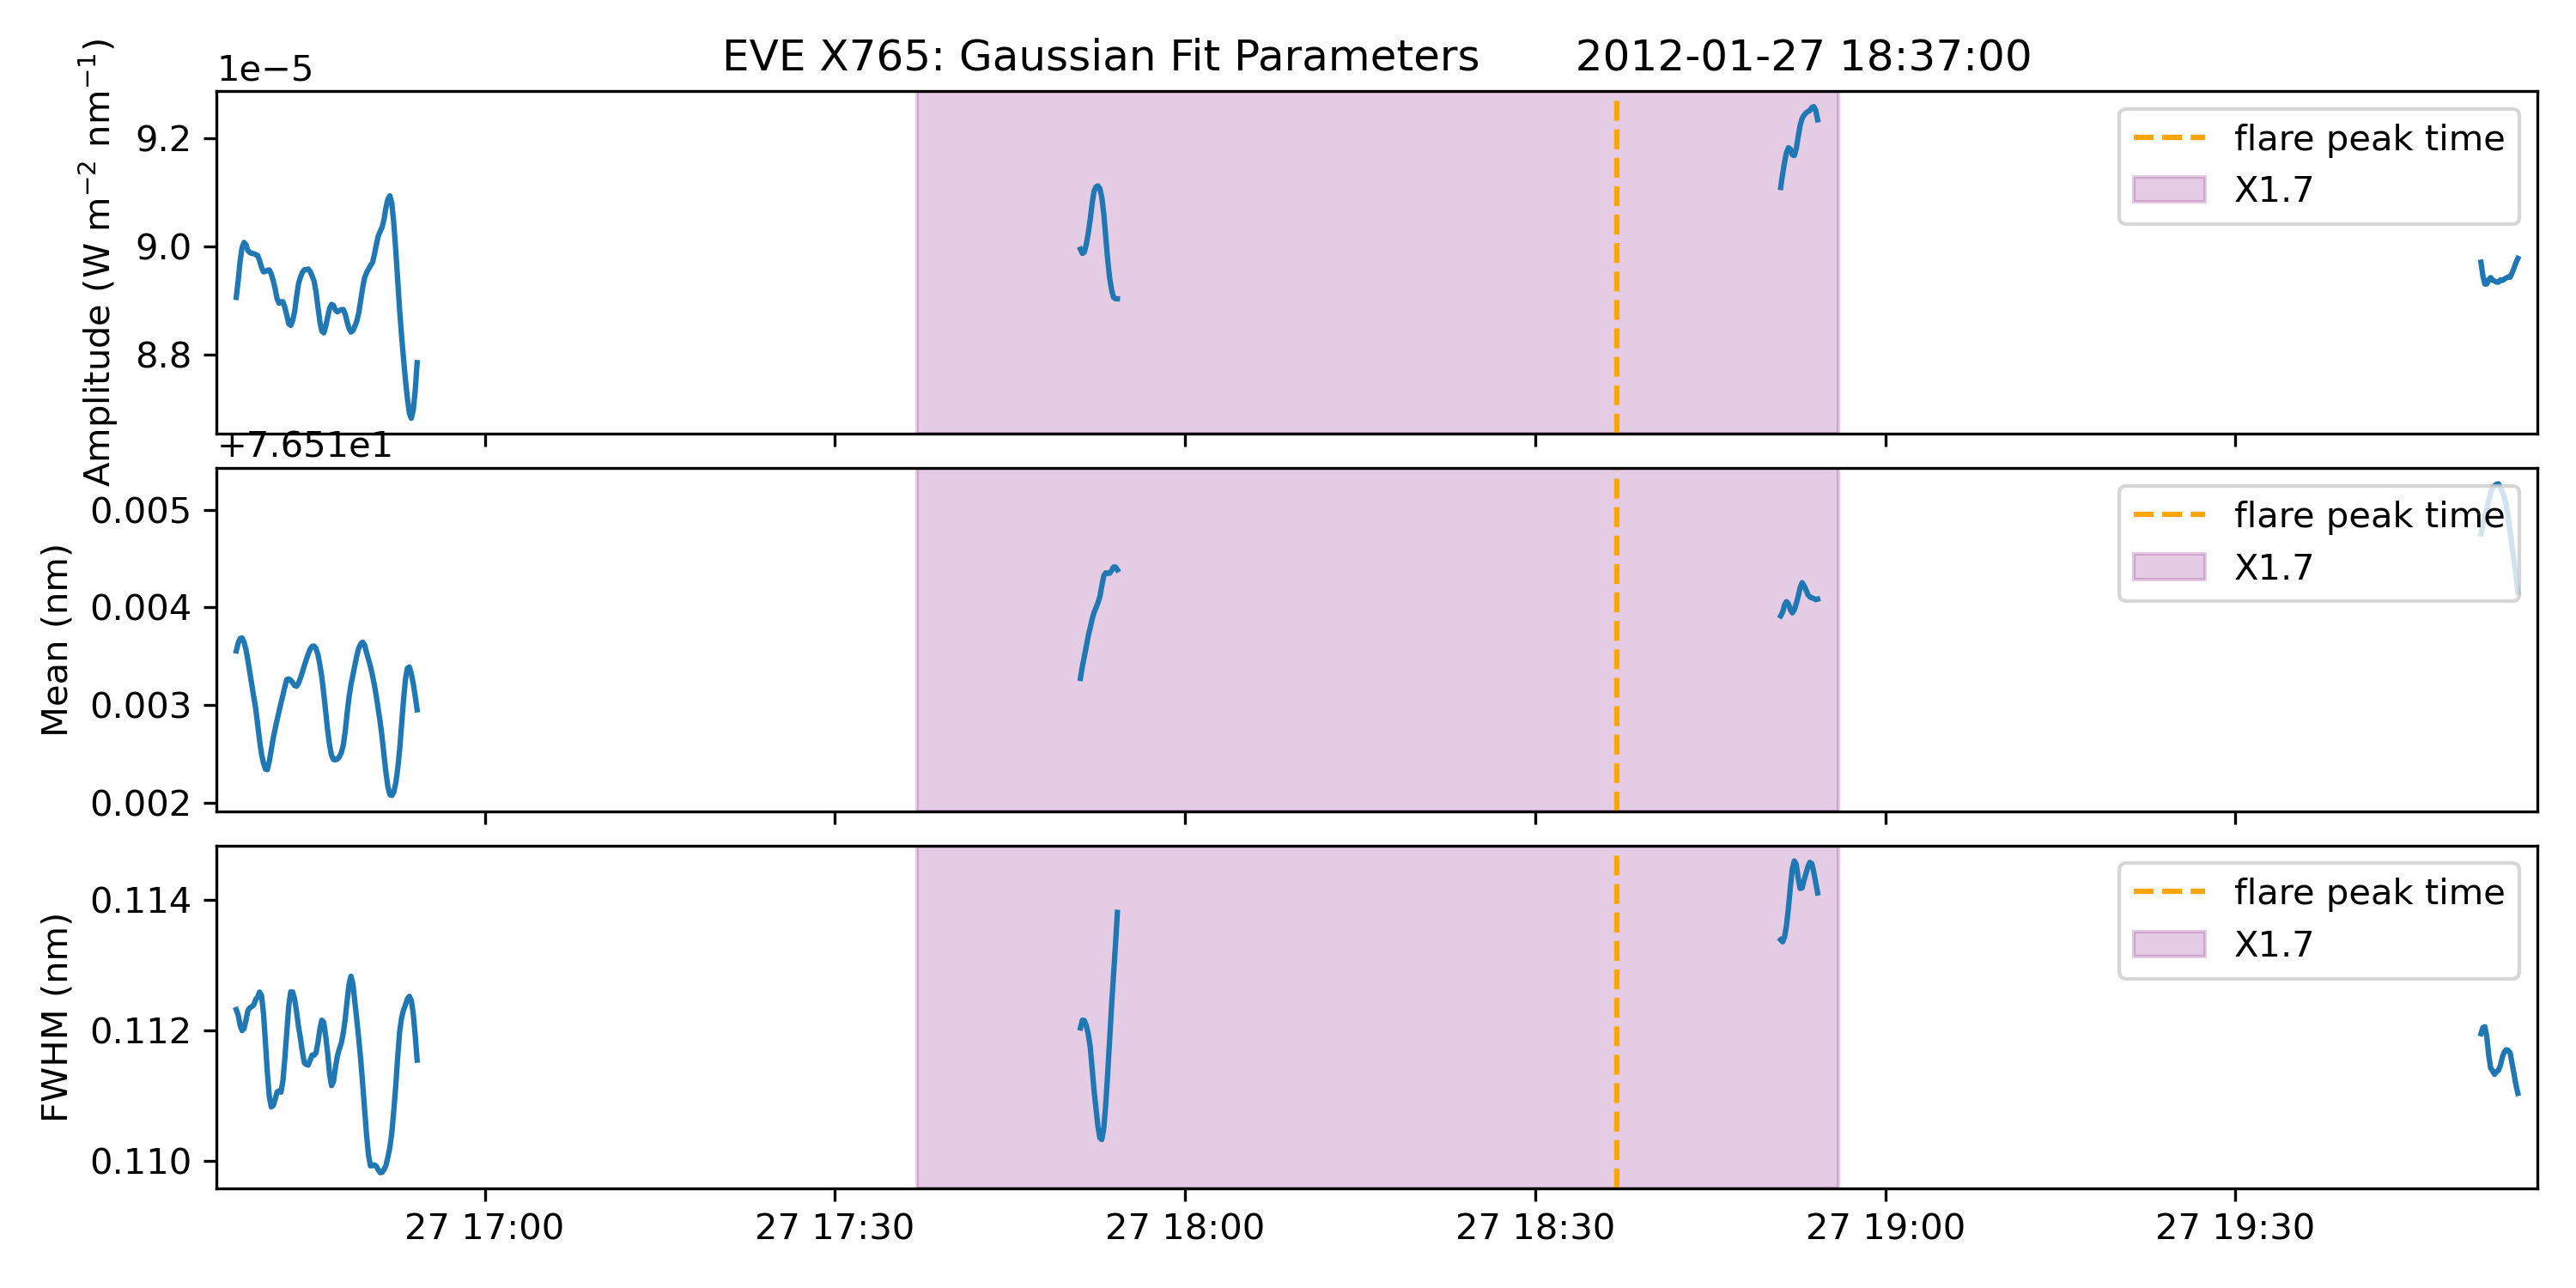 EVE X765: Gaussian Fit Parameters 2012-01-27 18:37:00
1e−5
Amplitude (W m⁻² nm⁻¹)
9.2
9.0
8.8
flare peak time
X1.7
+7.651e1
Mean (nm)
0.005
0.004
0.003
0.002
flare peak time
X1.7
FWHM (nm)
0.114
0.112
0.110
flare peak time
X1.7
27 17:00 27 17:30 27 18:00 27 18:30 27 19:00 27 19:30